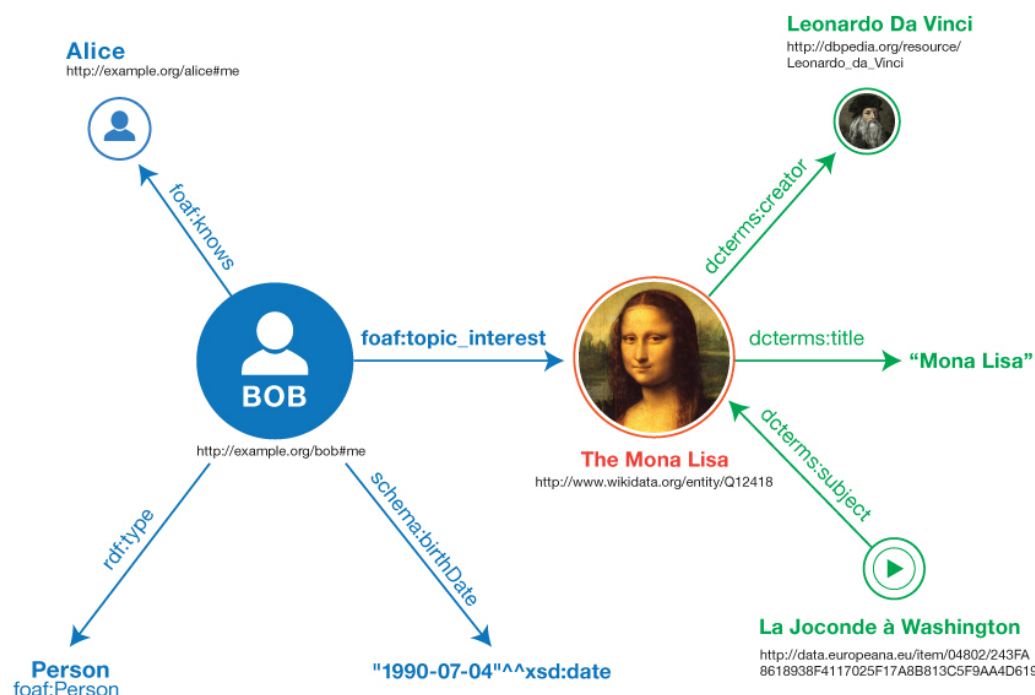 Alice
http://example.org/alice#me
Leonardo Da Vinci
http://dbpedia.org/resource/
Leonardo_da_Vinci
foaf:knows
dcterms:creator
BOB
http://example.org/bob#me
foaf:topic_interest
dcterms:title
“Mona Lisa”
The Mona Lisa
http://www.wikidata.org/entity/Q12418
dcterms:subject
rdf:type
schema:birthDate
La Joconde à Washington
http://data.europeana.eu/item/04802/243FA
8618938F4117025F17A8B813C5F9AA4D619
Person
foaf:Person
"1990-07-04"^^xsd:date